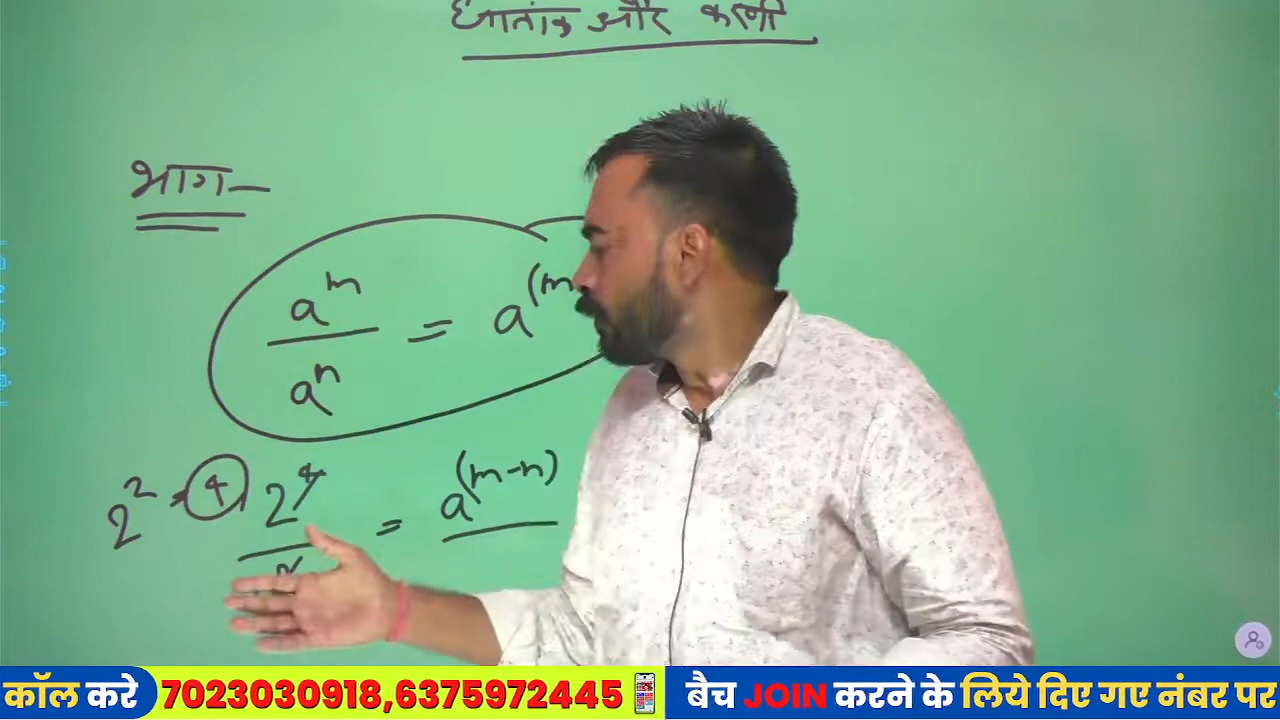 घातांक और करणी
भाग-
a^m / a^n = a^(m
2^2 = 4
2^4 = a^(m-n)
कॉल करे 7023030918,6375972445 बैच JOIN करने के लिये दिए गए नंबर पर